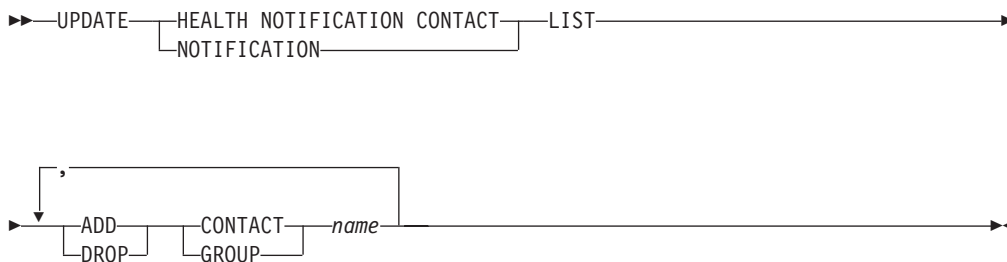 UPDATE HEALTH NOTIFICATION CONTACT LIST
NOTIFICATION
,
ADD CONTACT name
DROP GROUP